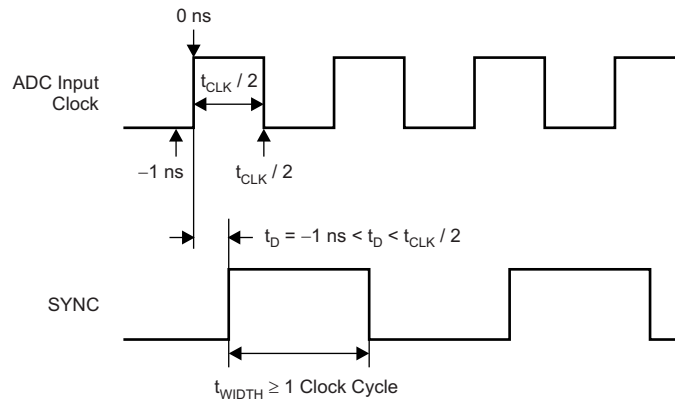 0 ns
ADC Input
Clock
tCLK / 2
−1 ns
tCLK / 2
tD = −1 ns < tD < tCLK / 2
SYNC
tWIDTH ≥ 1 Clock Cycle